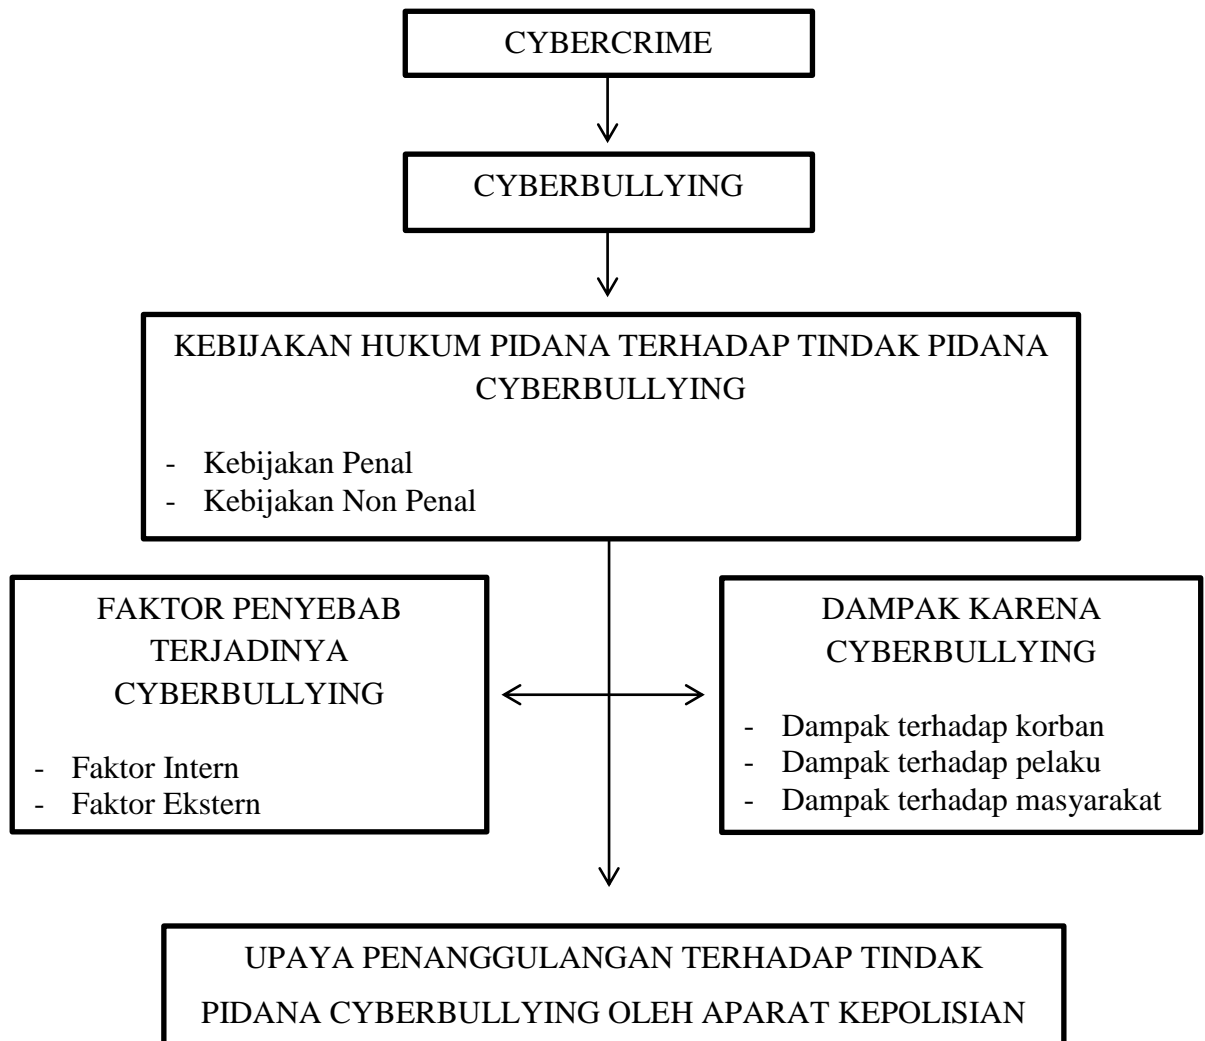 CYBERCRIME
CYBERBULLYING
KEBIJAKAN HUKUM PIDANA TERHADAP TINDAK PIDANA
CYBERBULLYING
- Kebijakan Penal
- Kebijakan Non Penal
FAKTOR PENYEBAB
TERJADINYA
CYBERBULLYING
- Faktor Intern
- Faktor Ekstern
DAMPAK KARENA
CYBERBULLYING
- Dampak terhadap korban
- Dampak terhadap pelaku
- Dampak terhadap masyarakat
UPAYA PENANGGULANGAN TERHADAP TINDAK
PIDANA CYBERBULLYING OLEH APARAT KEPOLISIAN